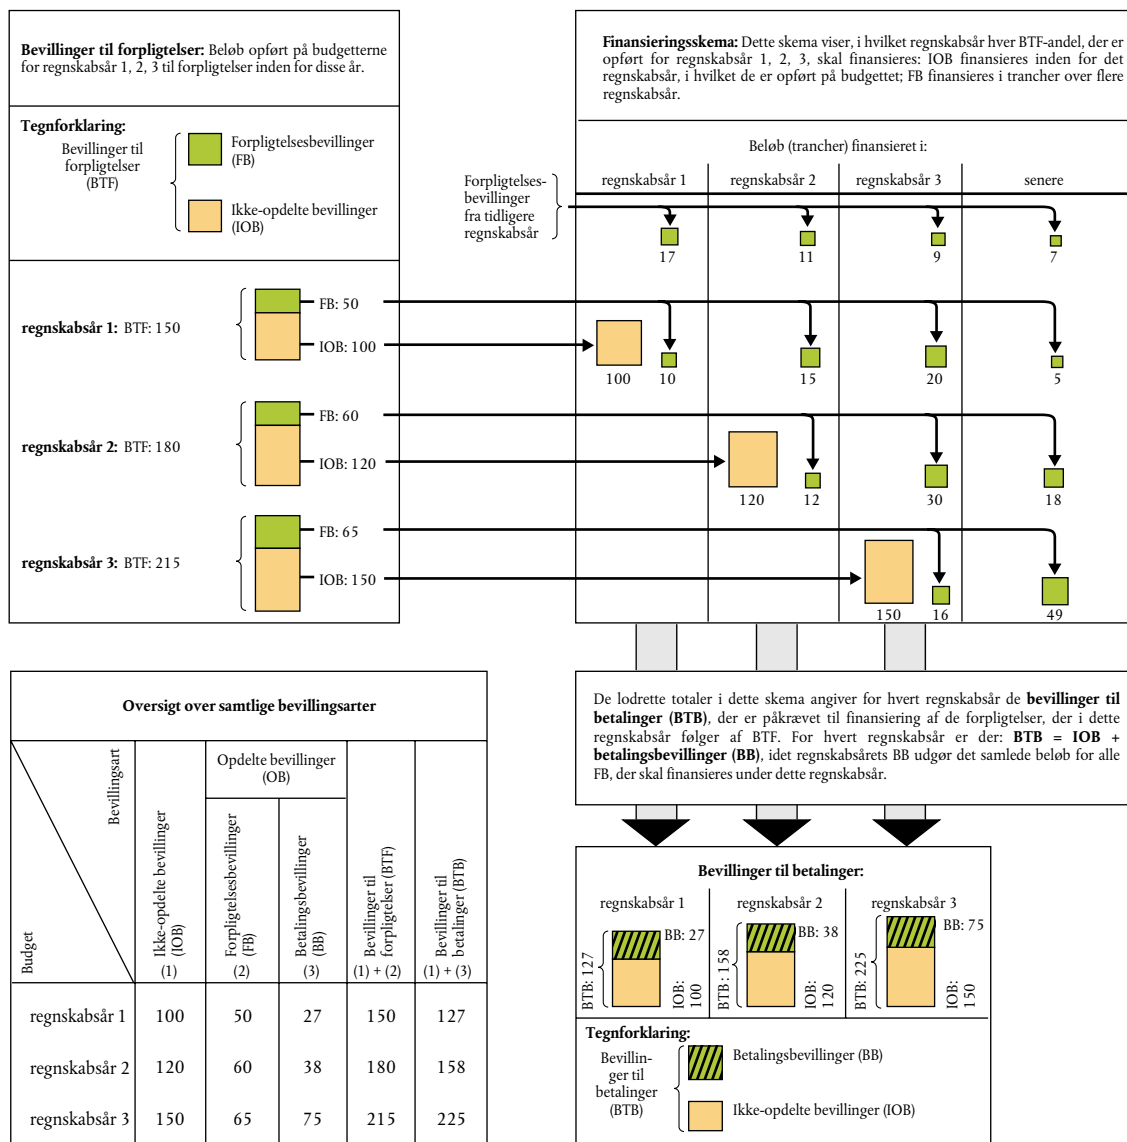 Bevillinger til forpligtelser: Beløb opført på budgetterne
for regnskabsår 1, 2, 3 til forpligtelser inden for disse år.
Tegnforklaring:
Bevillinger til
forpligtelser
(BTF)
Forpligtelsesbevillinger
(FB)
Ikke-opdelte bevillinger
(IOB)
Finansieringsskema: Dette skema viser, i hvilket regnskabsår hver BTF-andel, der er
opført for regnskabsår 1, 2, 3, skal finansieres: IOB finansieres inden for det
regnskabsår, i hvilket de er opført på budgettet; FB finansieres i trancher over flere
regnskabsår.
Beløb (trancher) finansieret i:
regnskabsår 1 regnskabsår 2 regnskabsår 3 senere
Forpligtelses-
bevillinger
fra tidligere
regnskabsår
17 11 9 7
regnskabsår 1: BTF: 150
FB: 50
IOB: 100
100 10 15 20 5
regnskabsår 2: BTF: 180
FB: 60
IOB: 120
120 12 30 18
regnskabsår 3: BTF: 215
FB: 65
IOB: 150
150 16 49
Oversigt over samtlige bevillingsarter
Bevillingsart
Budget
Ikke-opdelte bevillinger
(IOB)
(1)
Opdelte bevillinger
(OB)
Forpligtelsesbevillinger
(FB)
(2)
Betalingsbevillinger
(BB)
(3)
Bevillinger til
forpligtelser (BTF)
(1) + (2)
Bevillinger til
betalinger (BTB)
(1) + (3)
regnskabsår 1 100 50 27 150 127
regnskabsår 2 120 60 38 180 158
regnskabsår 3 150 65 75 215 225
De lodrette totaler i dette skema angiver for hvert regnskabsår de bevillinger til
betalinger (BTB), der er påkrævet til finansiering af de forpligtelser, der i dette
regnskabsår følger af BTF. For hvert regnskabsår er der: BTB = IOB +
betalingsbevillinger (BB), idet regnskabsårets BB udgør det samlede beløb for alle
FB, der skal finansieres under dette regnskabsår.
Bevillinger til betalinger:
regnskabsår 1 regnskabsår 2 regnskabsår 3
BTB: 127
BB: 27
IOB:
100
BTB: 158
BB: 38
IOB:
120
BTB: 225
BB: 75
IOB:
150
Tegnforklaring:
Bevillin-
ger til
betalinger
(BTB)
Betalingsbevillinger (BB)
Ikke-opdelte bevillinger (IOB)